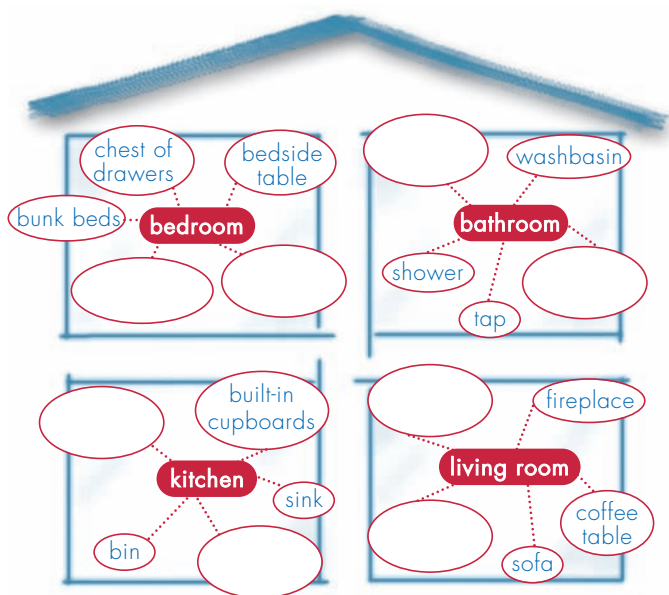 chest of
drawers
bedside
table
bunk beds
bedroom
washbasin
bathroom
shower
tap
built-in
cupboards
kitchen
sink
bin
fireplace
living room
coffee
table
sofa